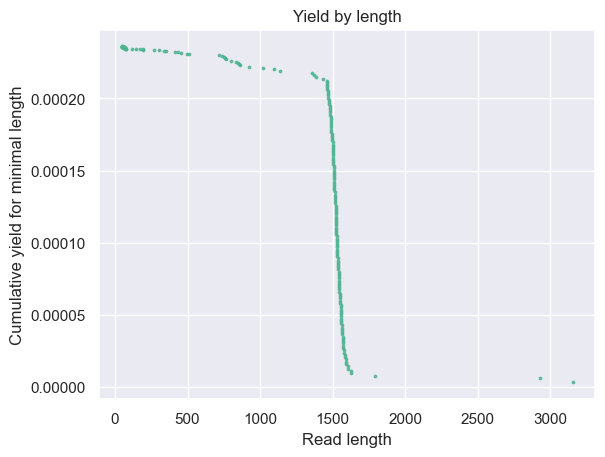 Yield by length
Cumulative yield for minimal length
0.00020
0.00015
0.00010
0.00005
0.00000
0 500 1000 1500 2000 2500 3000
Read length